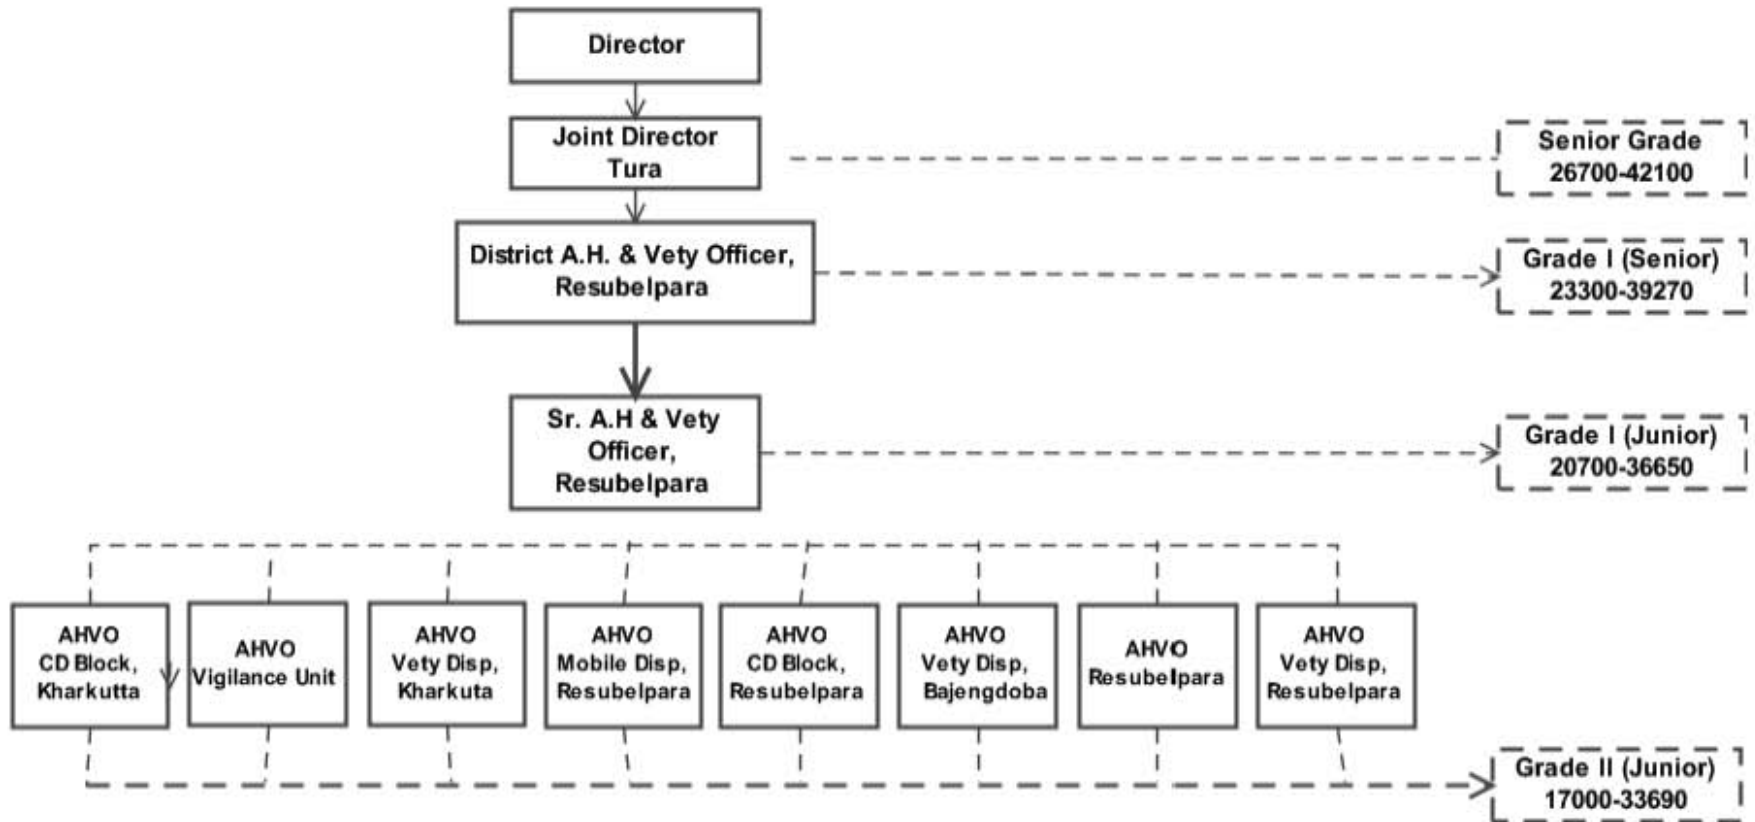 Director
Joint Director
Tura
Senior Grade
26700-42100
District A.H. & Vety Officer,
Resubelpara
Grade I (Senior)
23300-39270
Sr. A.H & Vety
Officer,
Resubelpara
Grade I (Junior)
20700-36650
AHVO
CD Block,
Kharkutta
AHVO
Vigilance Unit
AHVO
Vety Disp,
Kharkuta
AHVO
Mobile Disp,
Resubelpara
AHVO
CD Block,
Resubelpara
AHVO
Vety Disp,
Bajengdoba
AHVO
Resubelpara
AHVO
Vety Disp,
Resubelpara
Grade II (Junior)
17000-33690